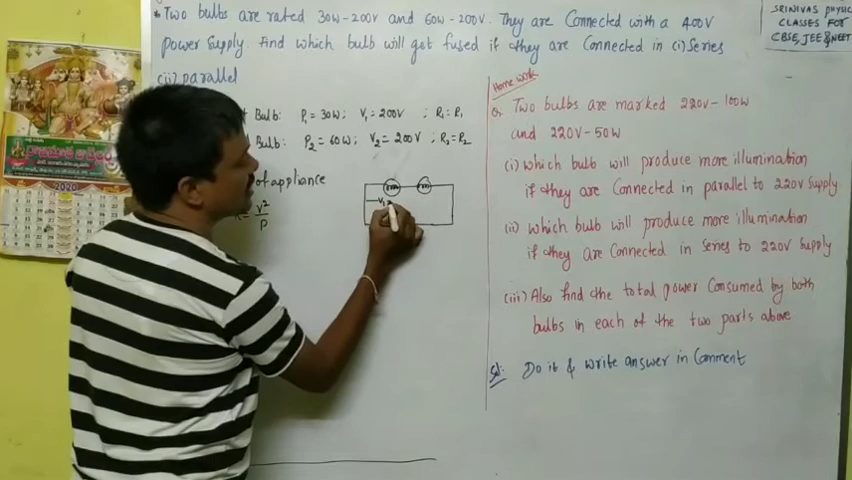 * Two bulbs are rated 30W-200V and 60W-200V. They are Connected with a 400V
power Supply. Find which bulb will get fused if they are Connected in (i) Series
(ii) parallel
SRINIVAS PHYSIC
CLASSES FOR
CBSE, JEE & NEET
Bulb: P1 = 30W; V1 = 200V ; R1 = R1
Bulb: P2 = 60W; V2 = 200V ; R2 = R2
of appliance
V²
P
V1
Home work
Q: Two bulbs are marked 220V-100W
and 220V-50W
(i) which bulb will produce more illumination
if they are Connected in parallel to 220V supply.
(ii) which bulb will produce more illumination
if they are Connected in series to 220V supply
(iii) Also find the total power Consumed by both
bulbs in each of the two parts above
Sol: Do it & write answer in Comment
2020